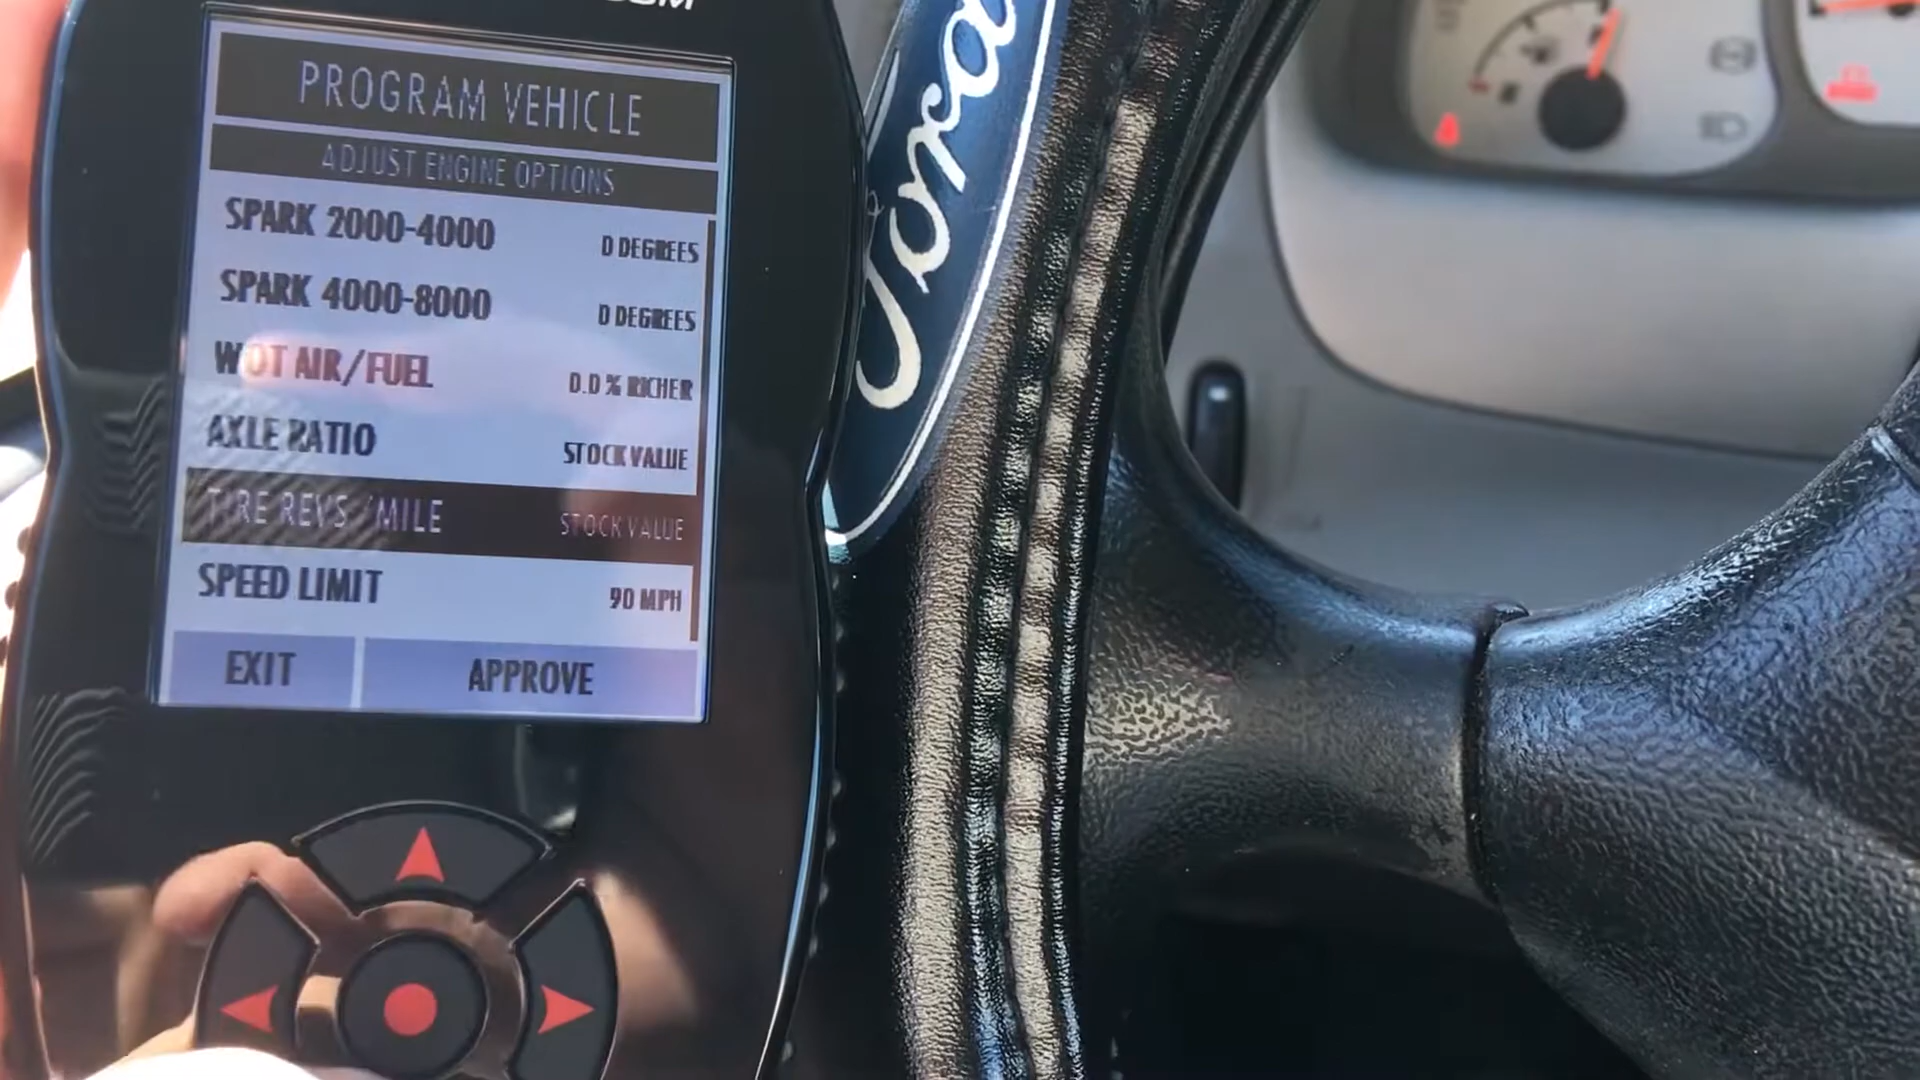 PROGRAM VEHICLE
ADJUST ENGINE OPTIONS
SPARK 2000-4000 0 DEGREES
SPARK 4000-8000 0 DEGREES
WOT AIR/FUEL 0.0 % RICHER
AXLE RATIO STOCK VALUE
TIRE REVS /MILE STOCK VALUE
SPEED LIMIT 90 MPH
EXIT APPROVE
Ford